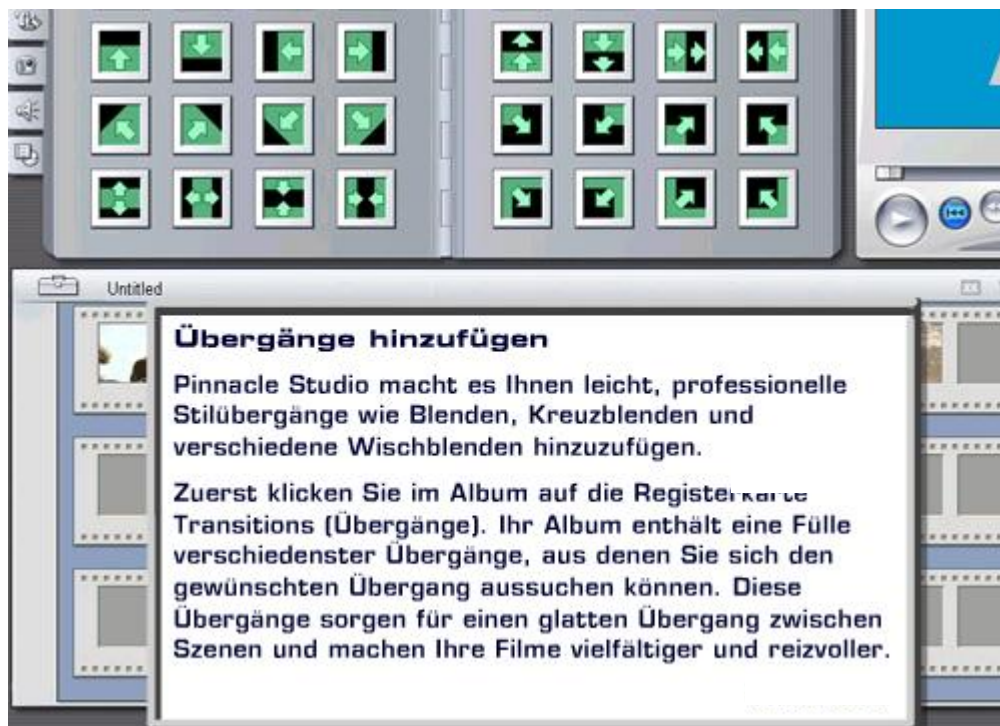 Untitled
Übergänge hinzufügen
Pinnacle Studio macht es Ihnen leicht, professionelle
Stilübergänge wie Blenden, Kreuzblenden und
verschiedene Wischblenden hinzuzufügen.
Zuerst klicken Sie im Album auf die Registerkarte
Transitions (Übergänge). Ihr Album enthält eine Fülle
verschiedenster Übergänge, aus denen Sie sich den
gewünschten Übergang aussuchen können. Diese
Übergänge sorgen für einen glatten Übergang zwischen
Szenen und machen Ihre Filme vielfältiger und reizvoller.